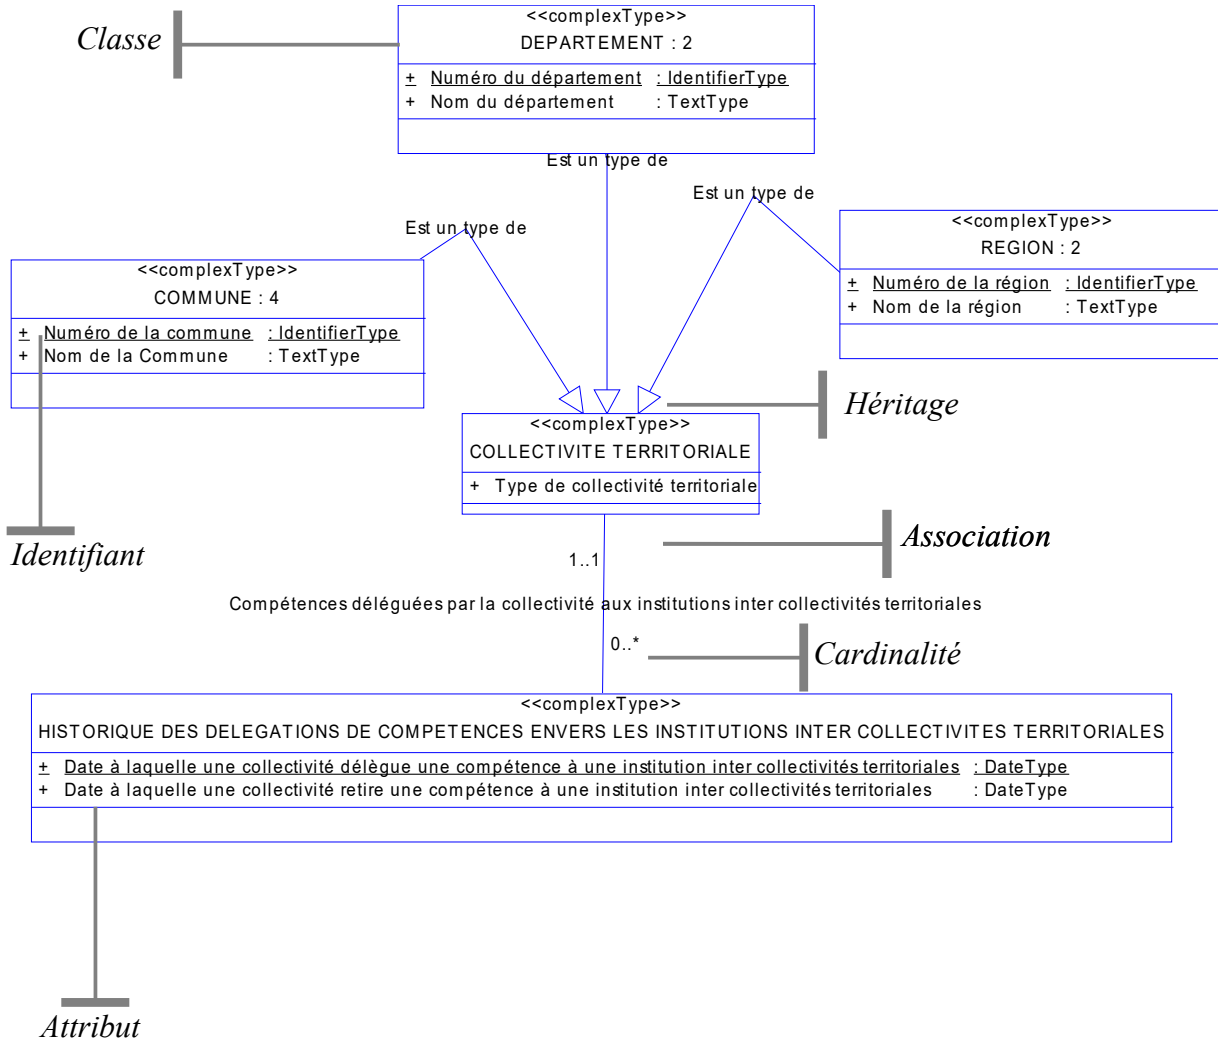 Classe
<<complexType>>
DEPARTEMENT : 2
+ Numéro du département : IdentifierType
+ Nom du département : TextType
Est un type de
Est un type de
Est un type de
<<complexType>>
REGION : 2
+ Numéro de la région : IdentifierType
+ Nom de la région : TextType
<<complexType>>
COMMUNE : 4
+ Numéro de la commune : IdentifierType
+ Nom de la Commune : TextType
Héritage
<<complexType>>
COLLECTIVITE TERRITORIALE
+ Type de collectivité territoriale
Identifiant
Association
1..1
Compétences déléguées par la collectivité aux institutions inter collectivités territoriales
0..*
Cardinalité
<<complexType>>
HISTORIQUE DES DELEGATIONS DE COMPETENCES ENVERS LES INSTITUTIONS INTER COLLECTIVITES TERRITORIALES
+ Date à laquelle une collectivité délègue une compétence à une institution inter collectivités territoriales : DateType
+ Date à laquelle une collectivité retire une compétence à une institution inter collectivités territoriales : DateType
Attribut